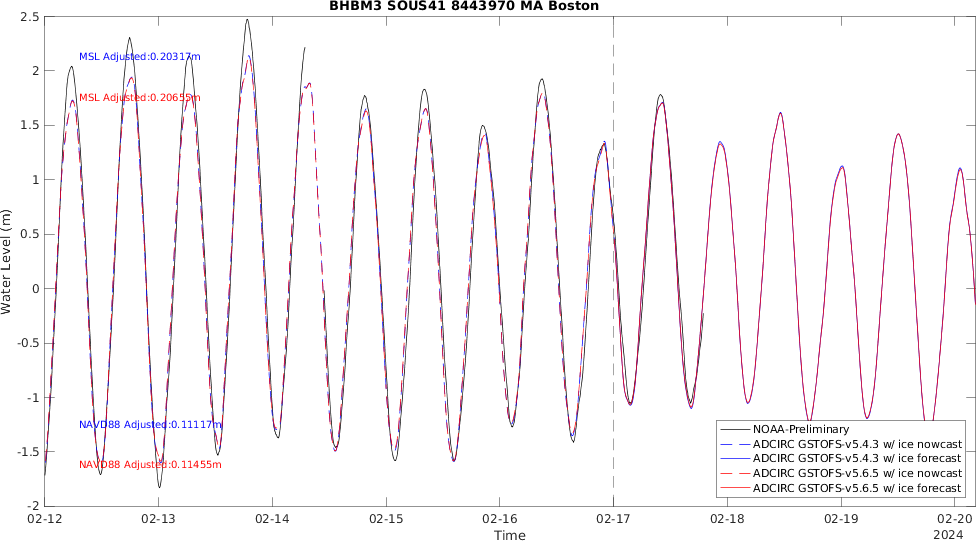 BHBM3 SOUS41 8443970 MA Boston
2.5
2
1.5
1
0.5
0
-0.5
-1
-1.5
-2
Water Level (m)
MSL Adjusted:0.20317m
MSL Adjusted:0.20655m
NAVD88 Adjusted:0.11117m
NAVD88 Adjusted:0.11455m
NOAA-Preliminary
ADCIRC GSTOFS-v5.4.3 w/ ice nowcast
ADCIRC GSTOFS-v5.4.3 w/ ice forecast
ADCIRC GSTOFS-v5.6.5 w/ ice nowcast
ADCIRC GSTOFS-v5.6.5 w/ ice forecast
02-12 02-13 02-14 02-15 02-16 02-17 02-18 02-19 02-20
Time
2024